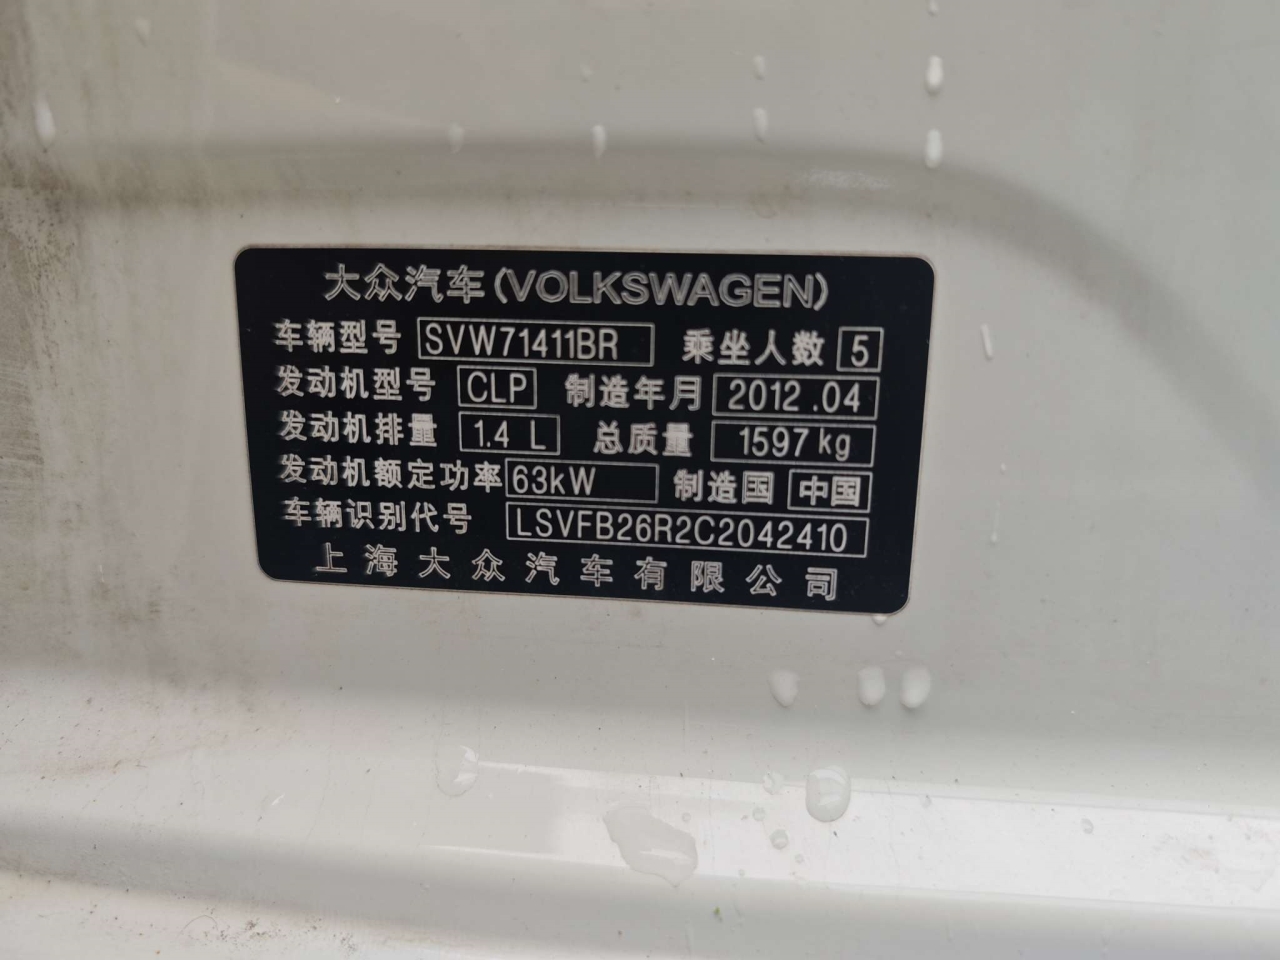 大众汽车(VOLKSWAGEN)
车辆型号 SVW71411BR 乘坐人数 5
发动机型号 CLP 制造年月 2012.04
发动机排量 1.4 L 总质量 1597kg
发动机额定功率 63kW 制造国 中国
车辆识别代号 LSVFB26R2C2042410
上海大众汽车有限公司